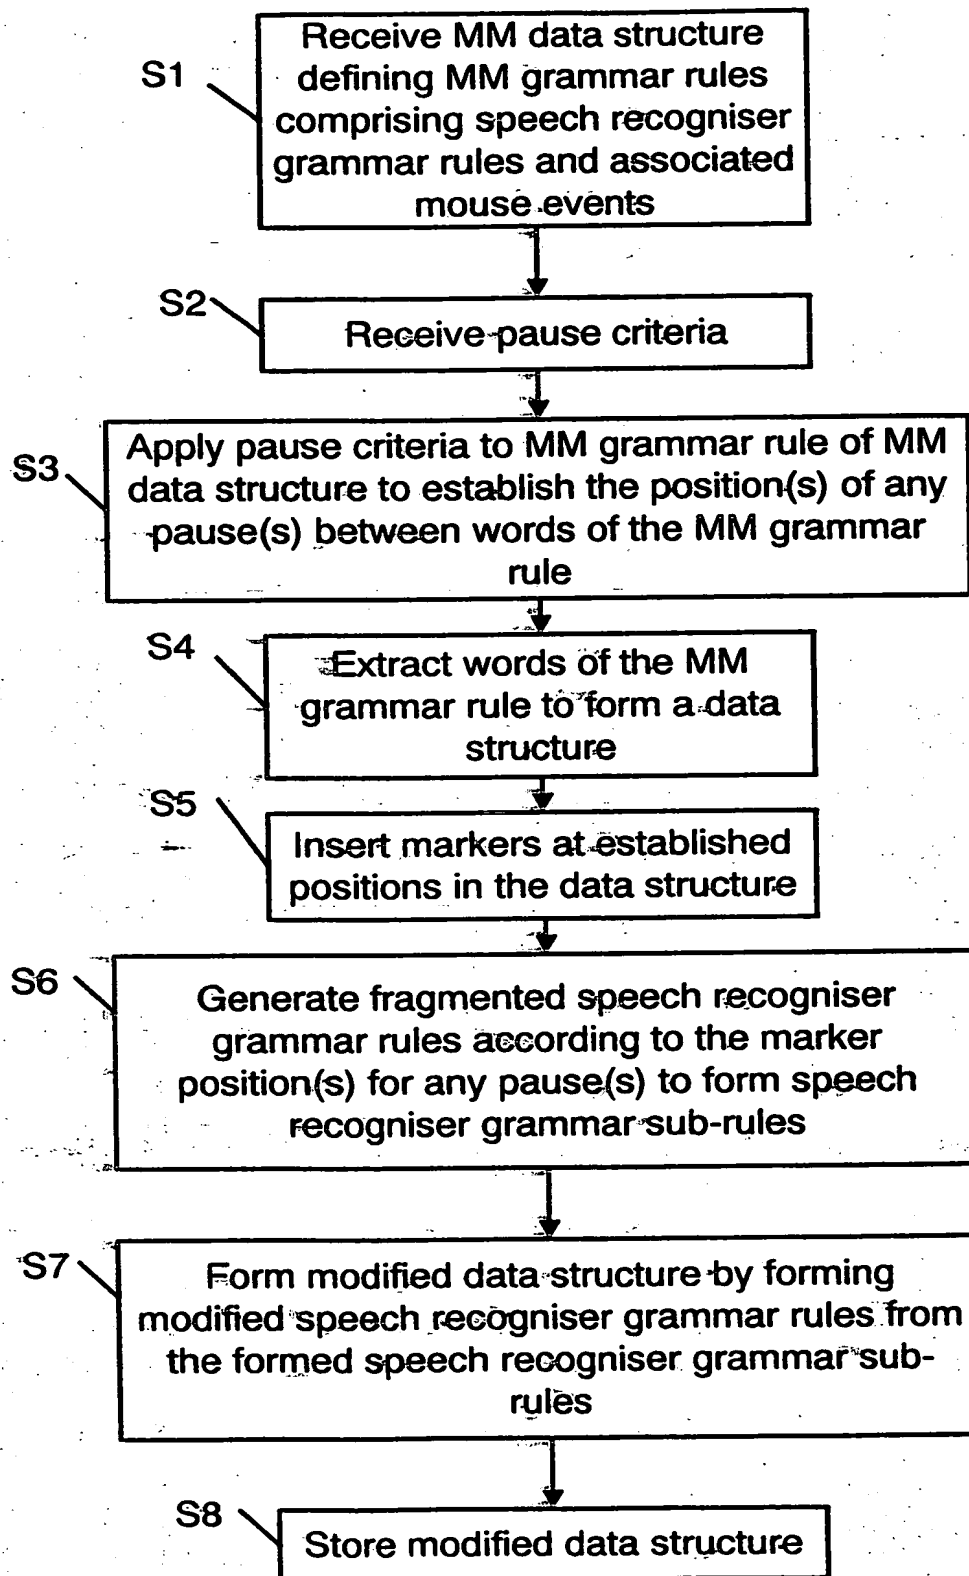 Receive MM data structure
S1
defining MM grammar rules
comprising speech recogniser
grammar rules and associated
mouse events
S2
Receive pause criteria
Apply pause criteria to MM grammar rule of MM
S3
data structure to establish the position(s) of any
pause(s) between words of the MM grammar
rule
S4
Extract words of the MM
grammar rule to form a data
structure
S5
Insert markers at established
positions in the data structure
S6
Generate fragmented speech recogniser
grammar rules according to the marker
position(s) for any pause(s) to form speech
recogniser grammar sub-rules
S7
Form modified data structure by forming
modified speech recogniser grammar rules from
the formed speech recogniser grammar sub-
rules
S8
Store modified data structure